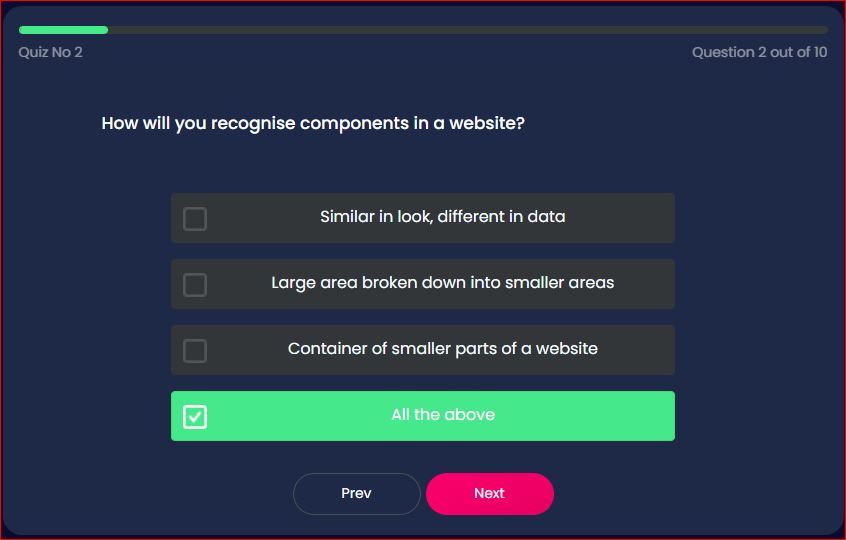 Quiz No 2
Question 2 out of 10
How will you recognise components in a website?
Similar in look, different in data
Large area broken down into smaller areas
Container of smaller parts of a website
All the above
Prev
Next